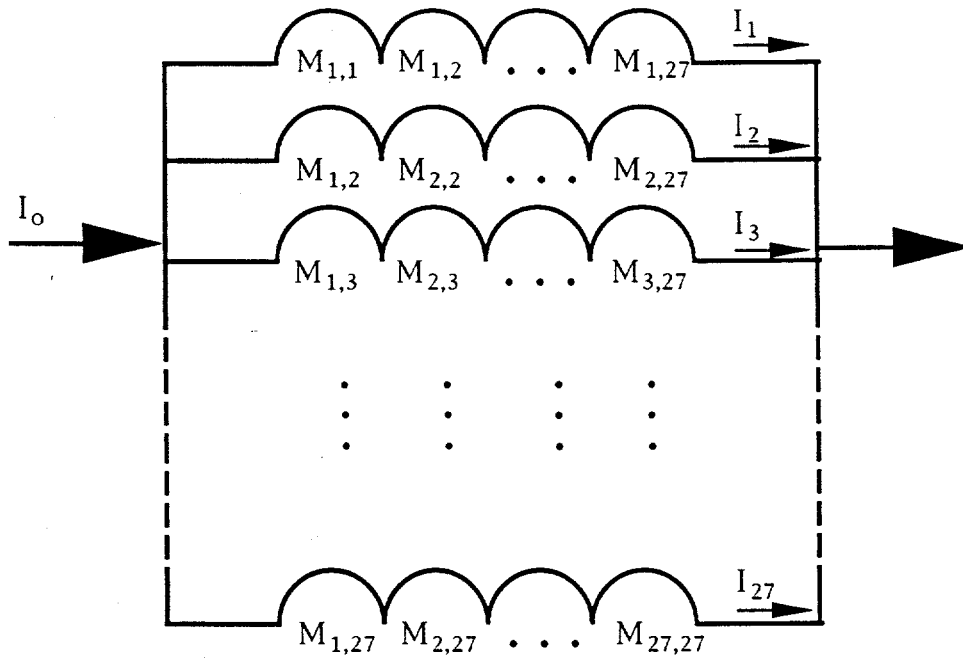 I₁
M₁,₁ M₁,₂ ... M₁,₂₇
I₂
M₁,₂ M₂,₂ ... M₂,₂₇
I₀
I₃
M₁,₃ M₂,₃ ... M₃,₂₇
I₂₇
M₁,₂₇ M₂,₂₇ ... M₂₇,₂₇